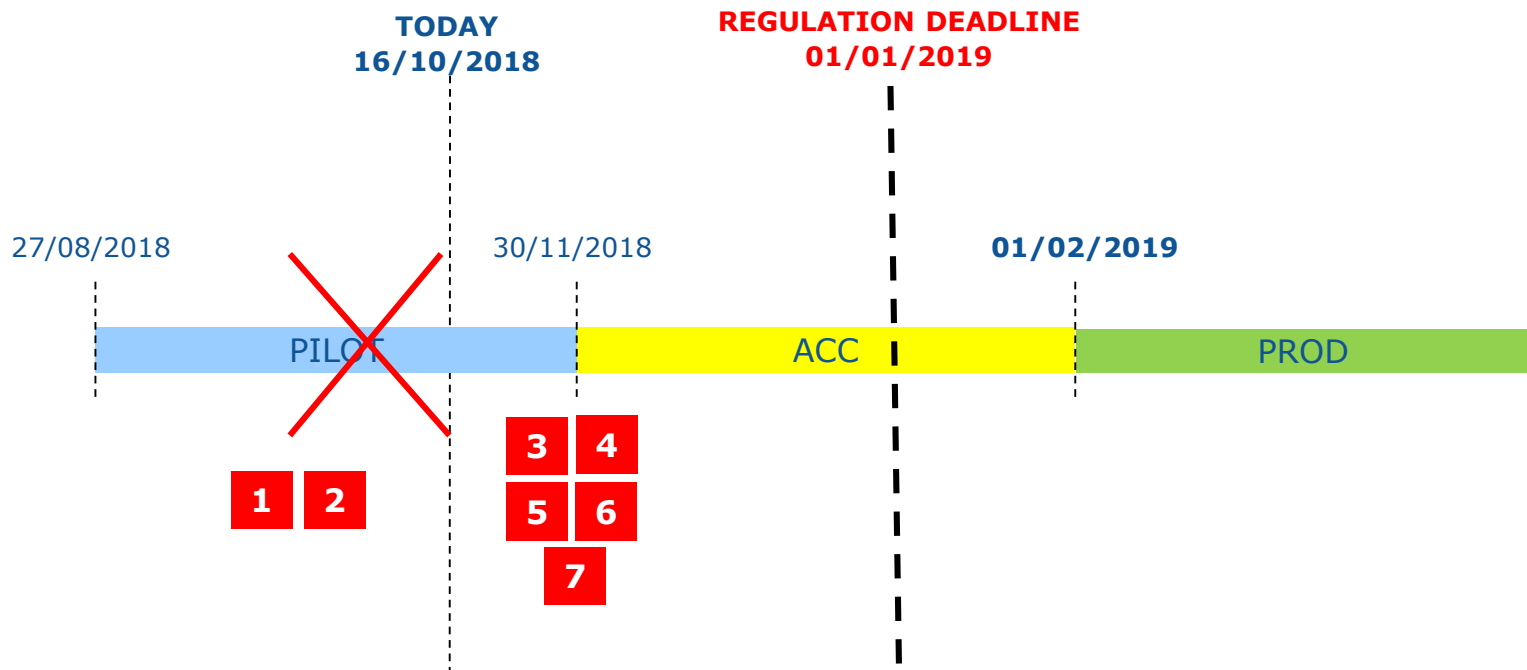 TODAY
16/10/2018
REGULATION DEADLINE
01/01/2019
27/08/2018
30/11/2018
01/02/2019
PILOT
ACC
PROD
1
2
3
4
5
6
7